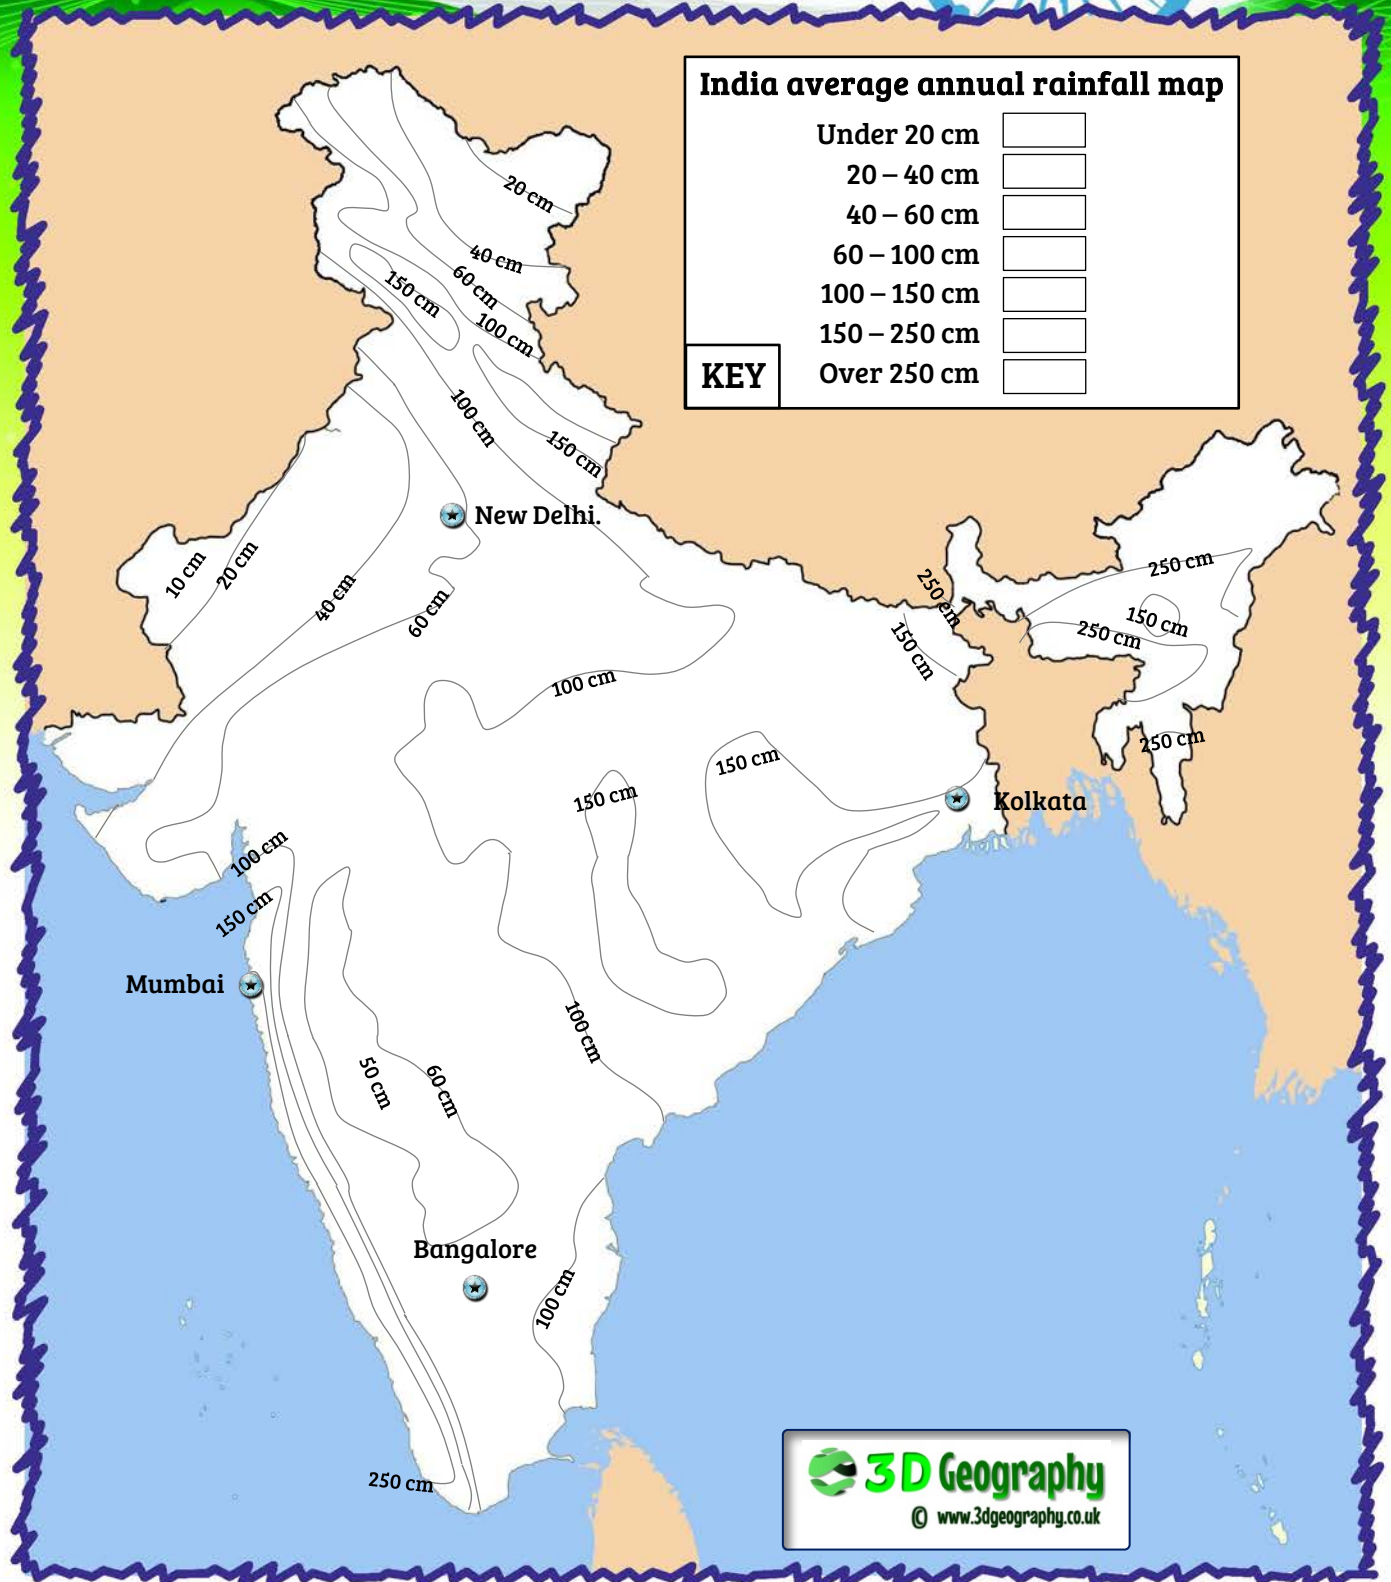 India average annual rainfall map
Under 20 cm
20 – 40 cm
40 – 60 cm
60 – 100 cm
100 – 150 cm
150 – 250 cm
Over 250 cm
KEY
20 cm
40 cm
60 cm
150 cm
100 cm
100 cm
150 cm
New Delhi.
10 cm
20 cm
40 cm
60 cm
250 cm
150 cm
250 cm
150 cm
250 cm
250 cm
100 cm
150 cm
150 cm
Kolkata
100 cm
150 cm
Mumbai
100 cm
50 cm
60 cm
Bangalore
100 cm
250 cm
3D Geography
© www.3dgeography.co.uk